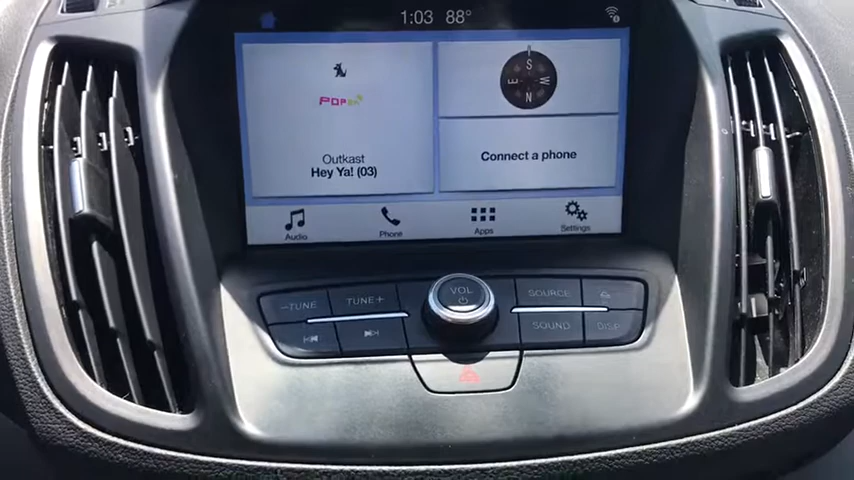 1:03 88°
S
E W
N
POP
Outkast
Hey Ya! (03)
Connect a phone
Audio
Phone
Apps
Settings
– TUNE
TUNE +
VOL
SOURCE
SOUND
DISP